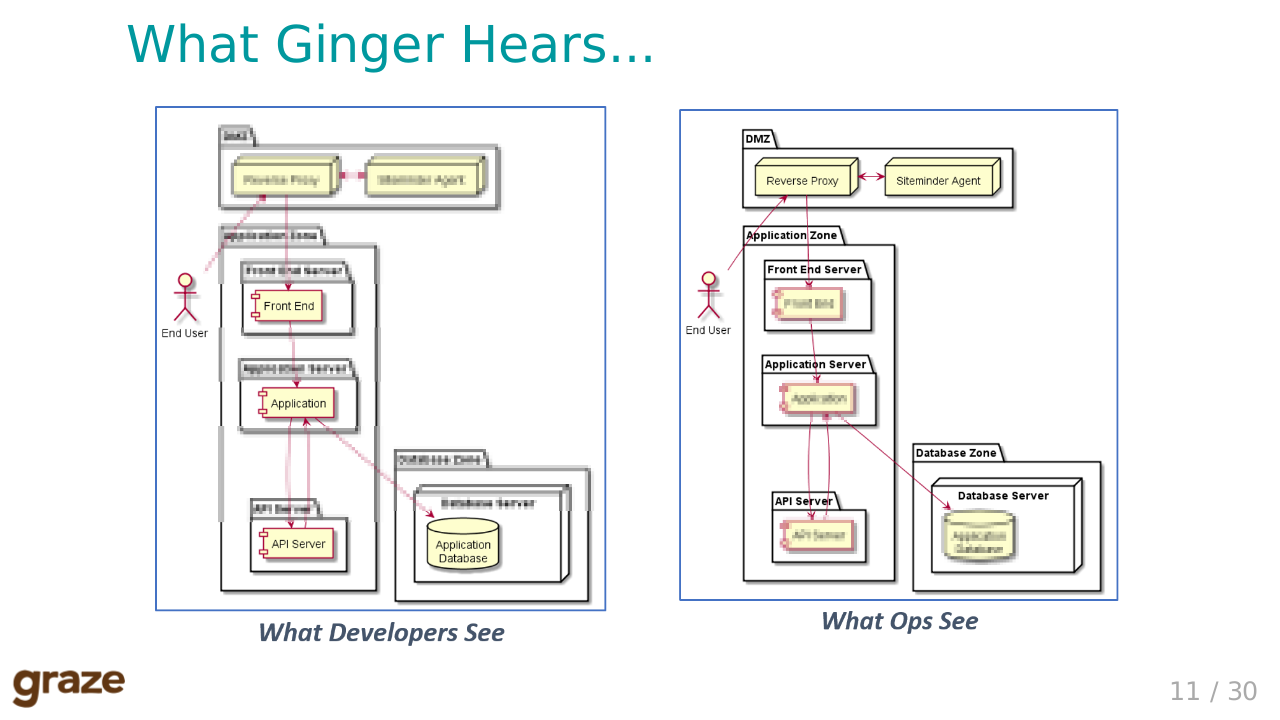 What Ginger Hears...
DMZ
Reverse Proxy
Siteminder Agent
Application Zone
Front End Server
Front End
End User
Application Server
Application
Database Zone
Database Server
API Server
API Server
Application
Database
What Developers See
DMZ
Reverse Proxy
Siteminder Agent
Application Zone
Front End Server
Front End
End User
Application Server
Application
Database Zone
Database Server
API Server
API Server
Application
Database
What Ops See
graze
11 / 30